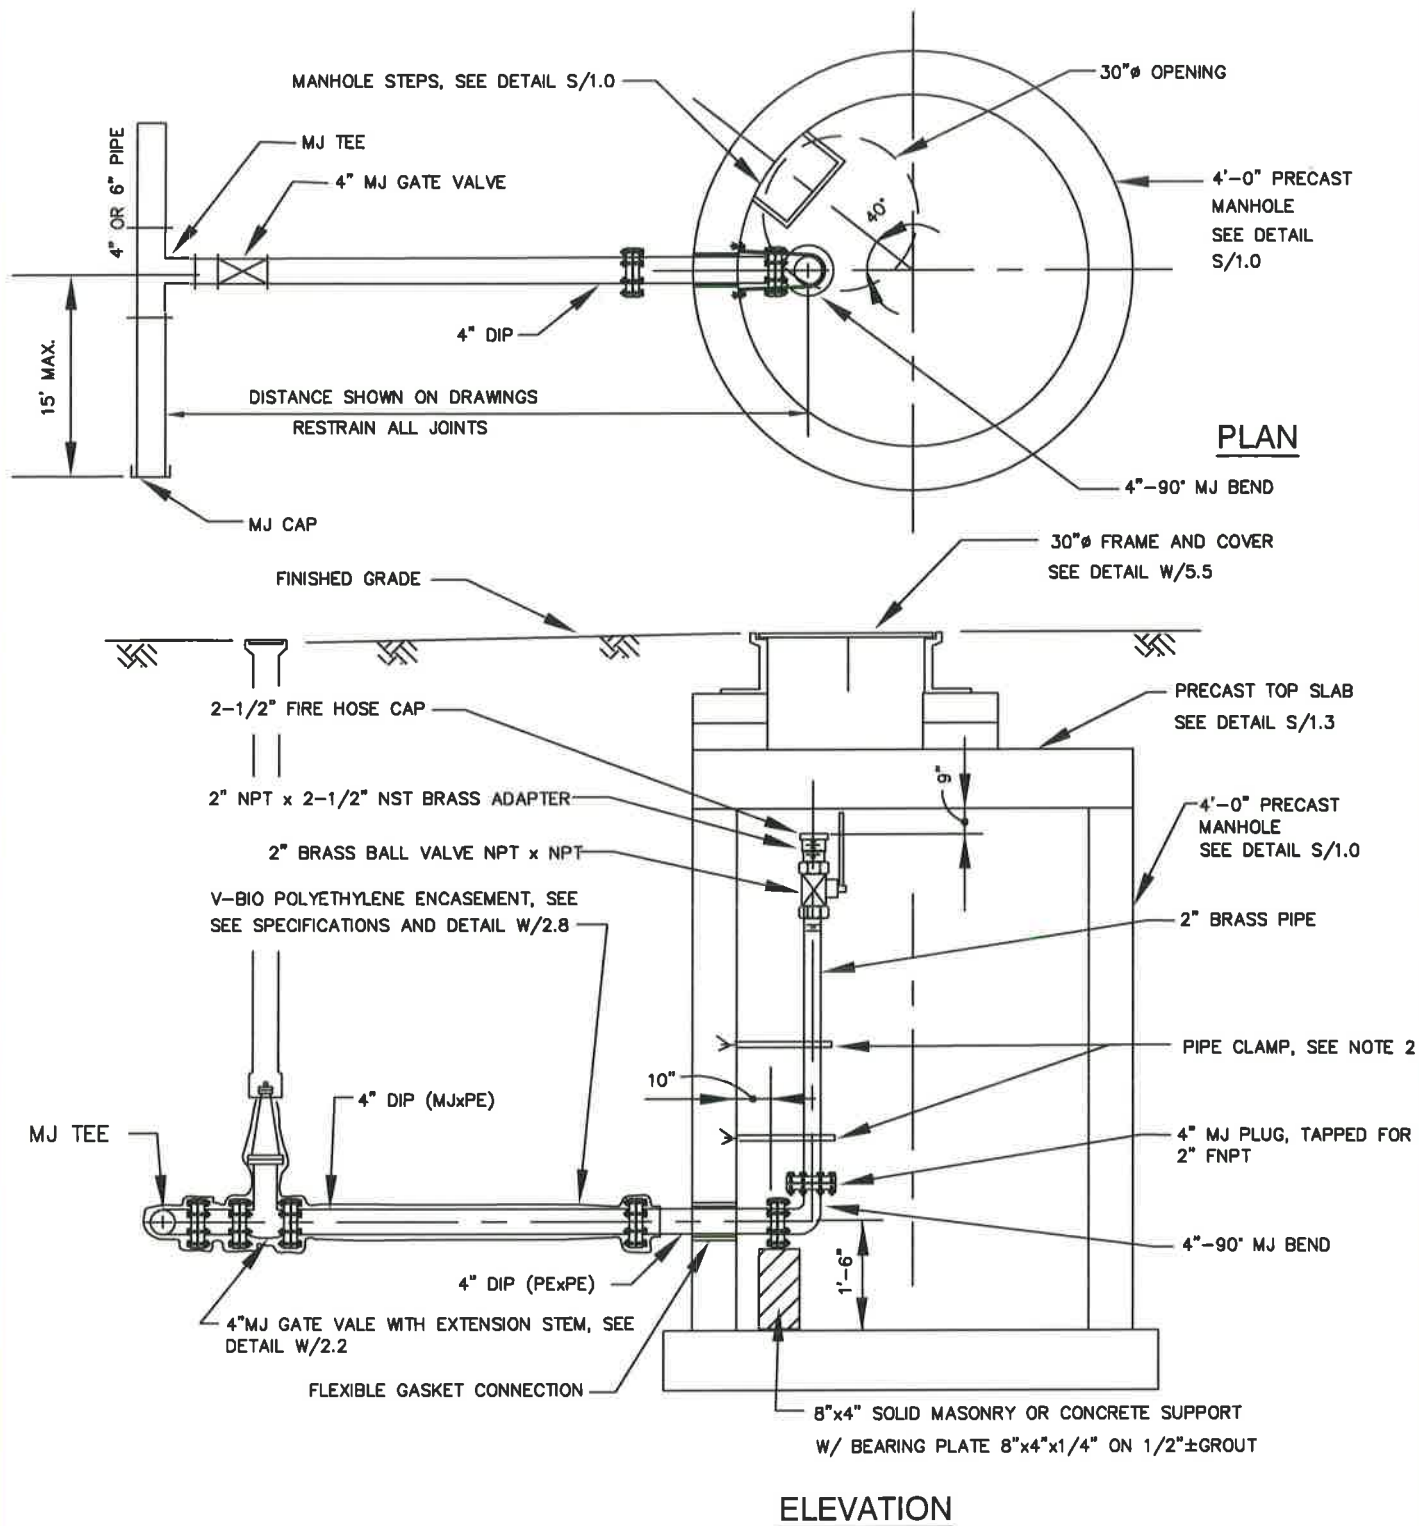 MANHOLE STEPS, SEE DETAIL S/1.0
30"ø OPENING
MJ TEE
4" MJ GATE VALVE
4" OR 6" PIPE
4'-0" PRECAST
MANHOLE
SEE DETAIL
S/1.0
40°
4" DIP
15' MAX.
DISTANCE SHOWN ON DRAWINGS
RESTRAIN ALL JOINTS
PLAN
4"-90° MJ BEND
MJ CAP
30"ø FRAME AND COVER
SEE DETAIL W/5.5
FINISHED GRADE
2-1/2" FIRE HOSE CAP
PRECAST TOP SLAB
SEE DETAIL S/1.3
9"
2" NPT x 2-1/2" NST BRASS ADAPTER
4'-0" PRECAST
MANHOLE
SEE DETAIL S/1.0
2" BRASS BALL VALVE NPT x NPT
V-BIO POLYETHYLENE ENCASEMENT, SEE
SEE SPECIFICATIONS AND DETAIL W/2.8
2" BRASS PIPE
PIPE CLAMP, SEE NOTE 2
10"
4" DIP (MJxPE)
MJ TEE
4" MJ PLUG, TAPPED FOR
2" FNPT
4"-90° MJ BEND
1'-6"
4" DIP (PExPE)
4"MJ GATE VALE WITH EXTENSION STEM, SEE
DETAIL W/2.2
FLEXIBLE GASKET CONNECTION
8"x4" SOLID MASONRY OR CONCRETE SUPPORT
W/ BEARING PLATE 8"x4"x1/4" ON 1/2"±GROUT
ELEVATION